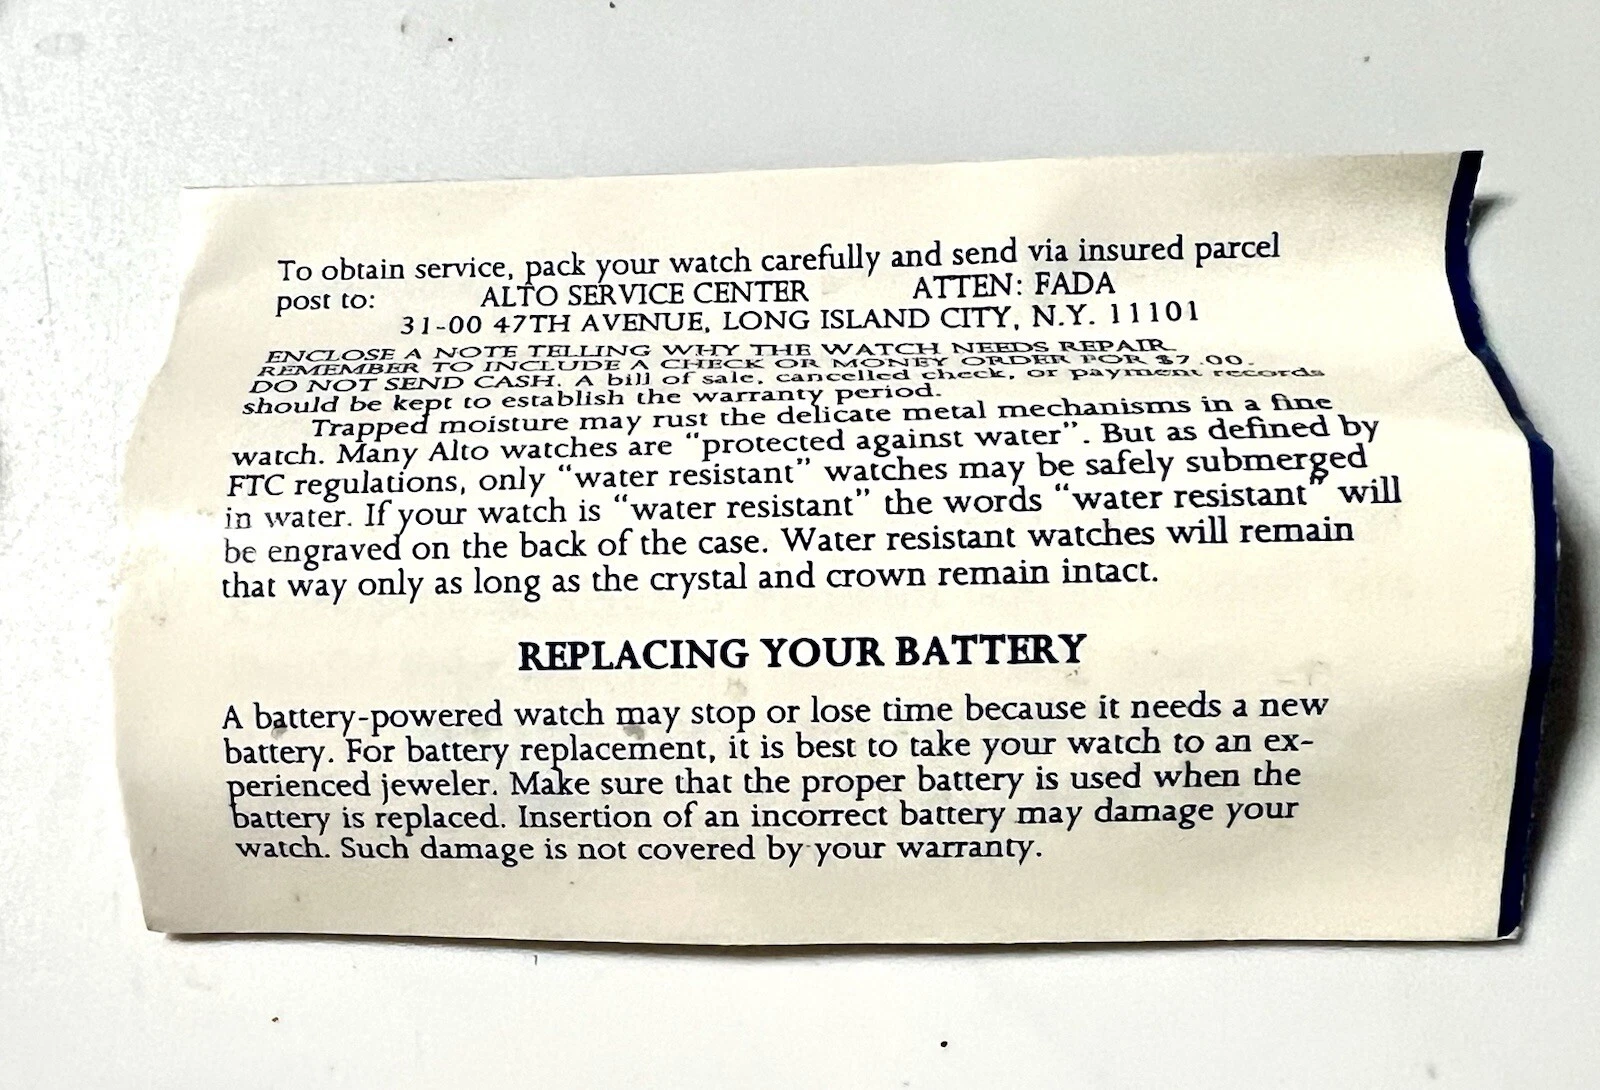 To obtain service, pack your watch carefully and send via insured parcel
post to: ALTO SERVICE CENTER ATTEN: FADA
31-00 47TH AVENUE, LONG ISLAND CITY, N.Y. 11101
ENCLOSE A NOTE TELLING WHY THE WATCH NEEDS REPAIR.
REMEMBER TO INCLUDE A CHECK OR MONEY ORDER FOR $7.00.
DO NOT SEND CASH. A bill of sale, cancelled check, or payment records
should be kept to establish the warranty period.
Trapped moisture may rust the delicate metal mechanisms in a fine
watch. Many Alto watches are “protected against water”. But as defined by
FTC regulations, only “water resistant” watches may be safely submerged
in water. If your watch is “water resistant” the words “water resistant” will
be engraved on the back of the case. Water resistant watches will remain
that way only as long as the crystal and crown remain intact.
REPLACING YOUR BATTERY
A battery-powered watch may stop or lose time because it needs a new
battery. For battery replacement, it is best to take your watch to an ex-
perienced jeweler. Make sure that the proper battery is used when the
battery is replaced. Insertion of an incorrect battery may damage your
watch. Such damage is not covered by your warranty.